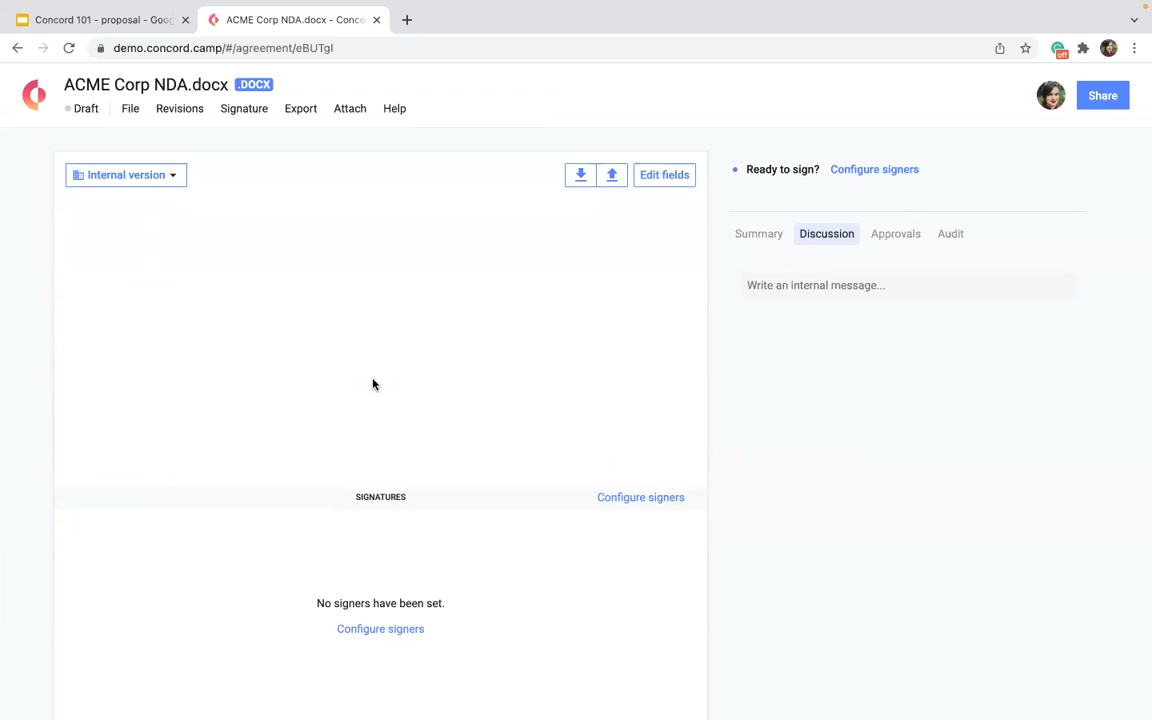 Concord 101 - proposal - Goog
ACME Corp NDA.docx - Conco
demo.concord.camp/#/agreement/eBUTgI
off
ACME Corp NDA.docx .DOCX
Draft File Revisions Signature Export Attach Help
Share
Internal version
Edit fields
Ready to sign? Configure signers
Summary Discussion Approvals Audit
Write an internal message...
SIGNATURES
Configure signers
No signers have been set.
Configure signers